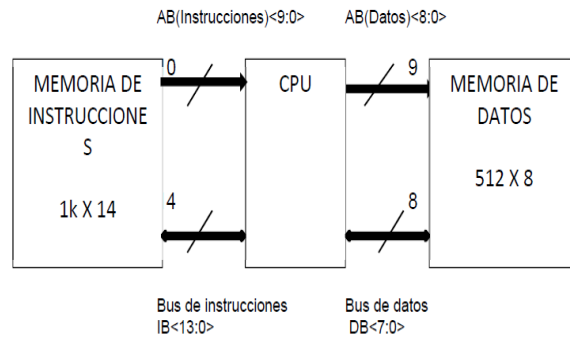 AB(Instrucciones)<9:0>
AB(Datos)<8:0>
MEMORIA DE
INSTRUCCIONE
S
1k X 14
0
4
CPU
9
8
MEMORIA DE
DATOS
512 X 8
Bus de instrucciones
IB<13:0>
Bus de datos
DB<7:0>